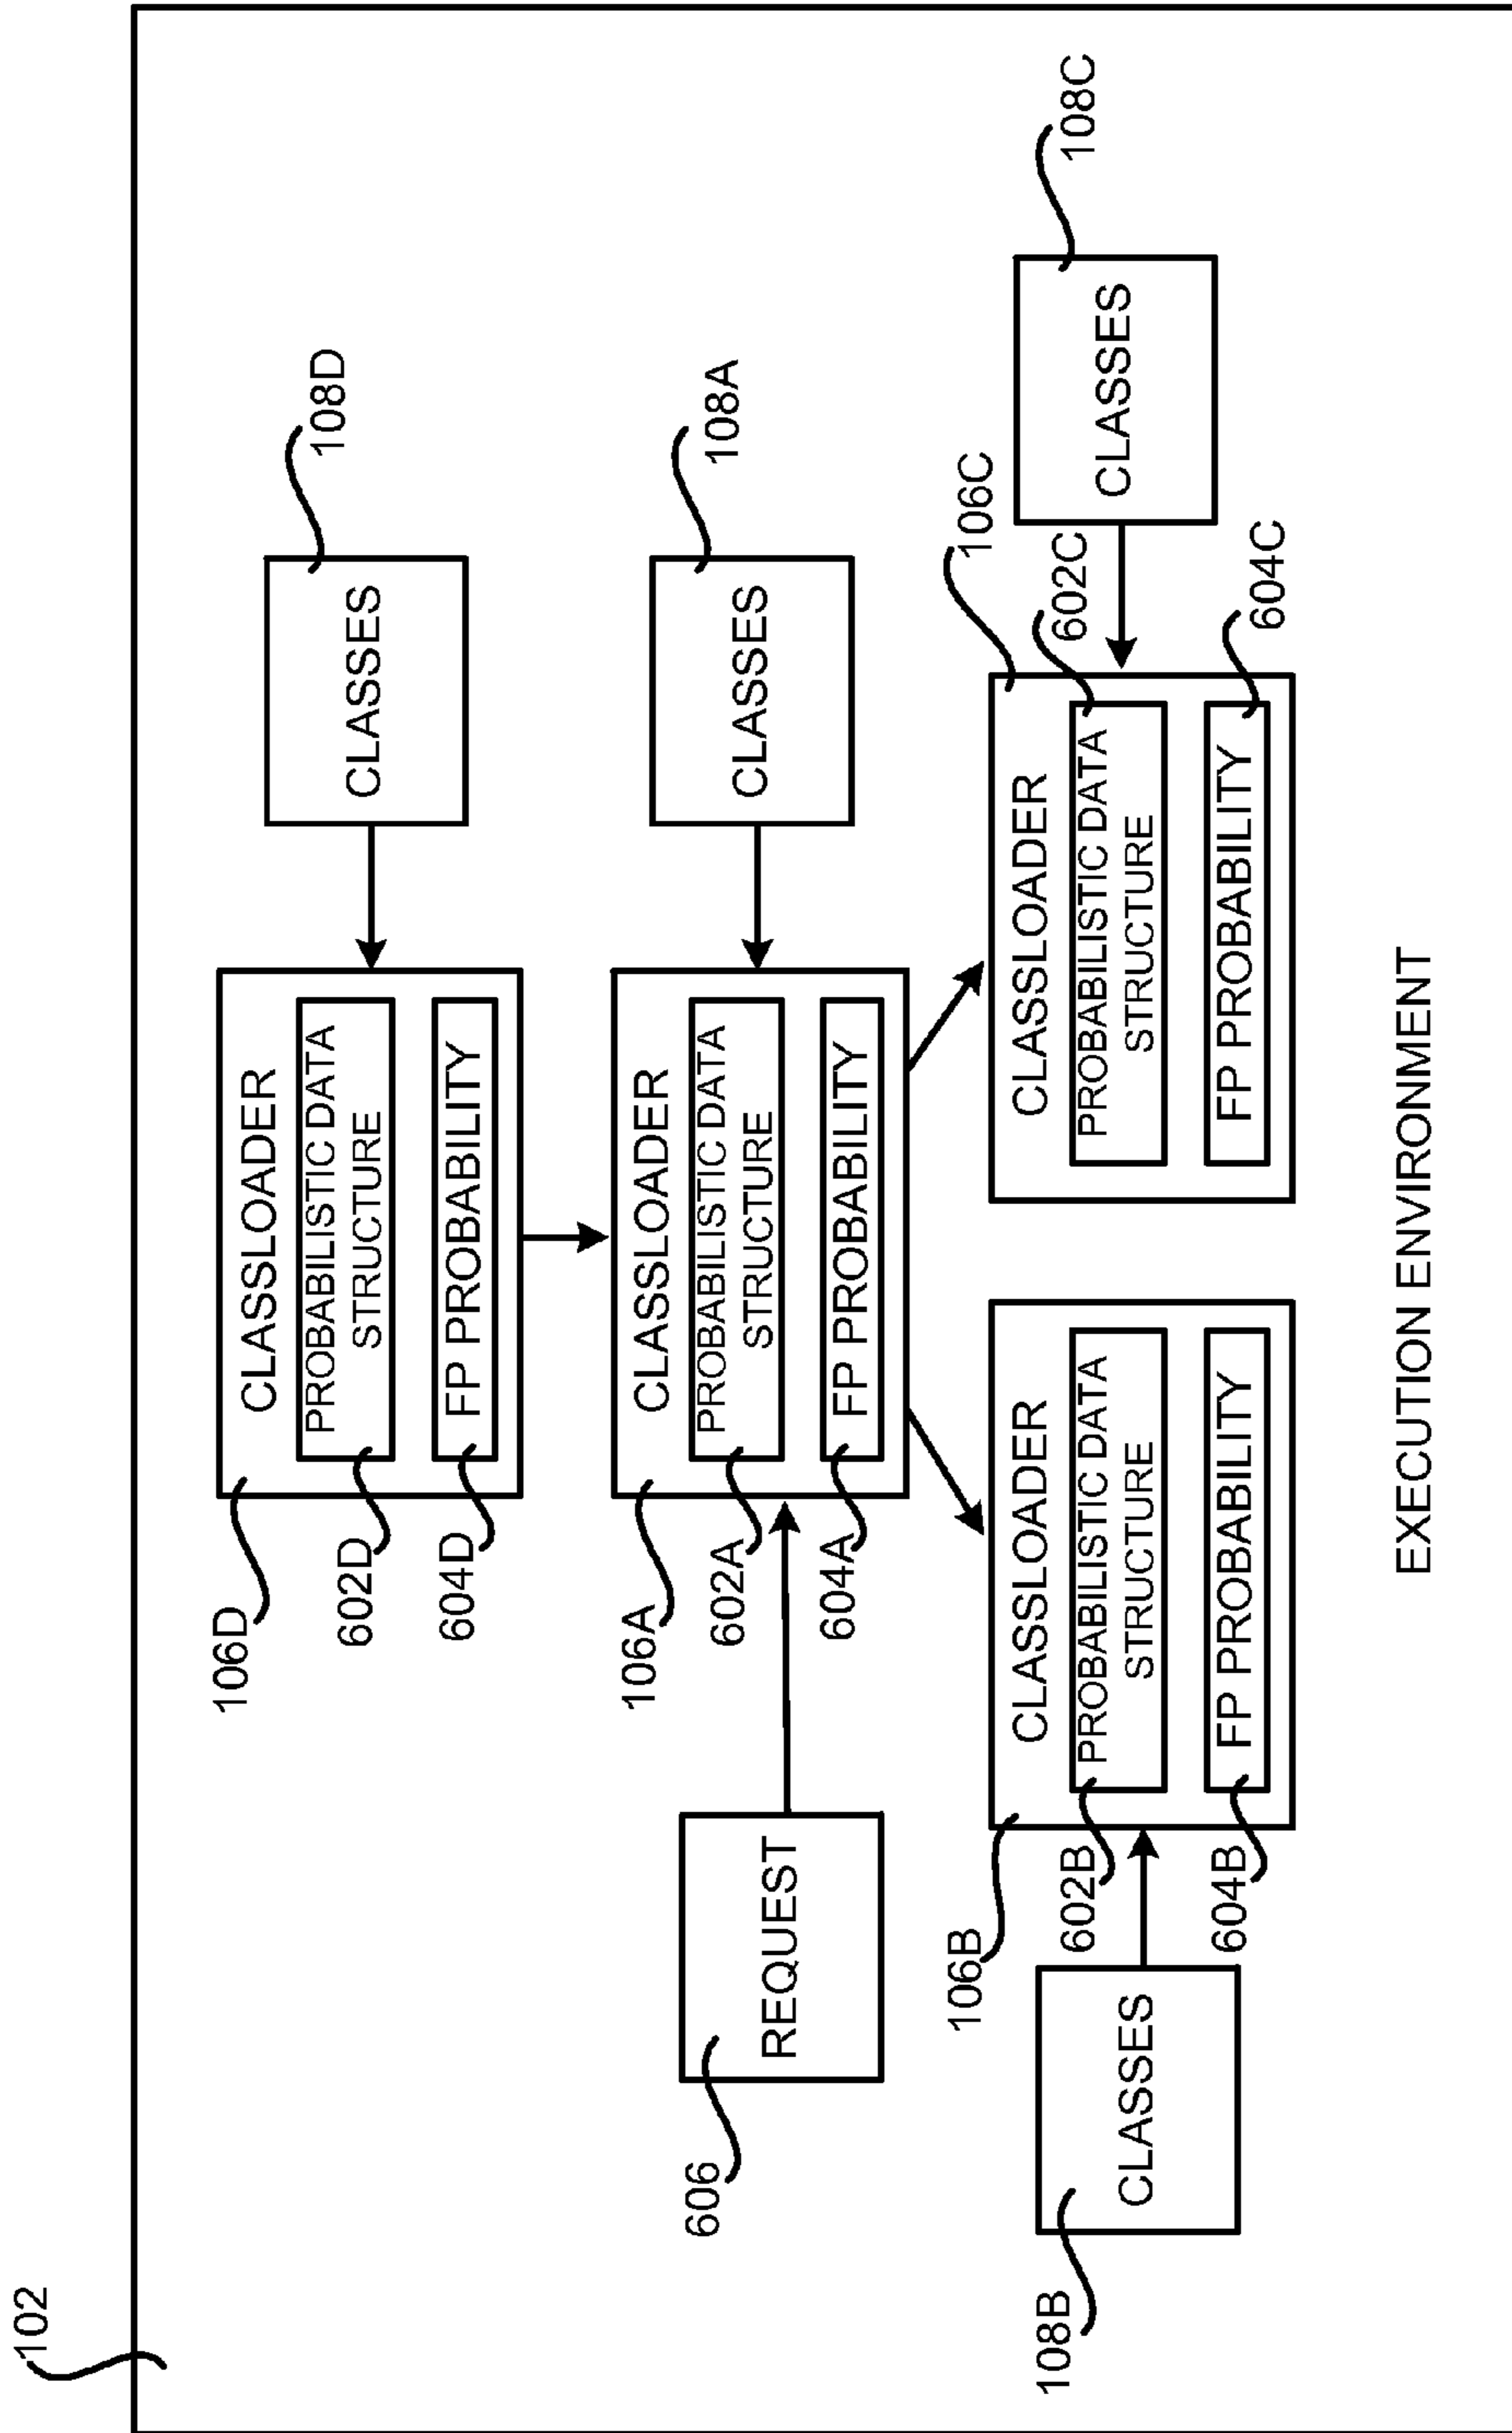 102
CLASSLOADER
PROBABILISTIC DATA
STRUCTURE
FP PROBABILITY
106D
602D
604D
CLASSES
108D
REQUEST
606
CLASSLOADER
PROBABILISTIC DATA
STRUCTURE
FP PROBABILITY
106A
602A
604A
CLASSES
108A
CLASSES
108B
CLASSLOADER
PROBABILISTIC DATA
STRUCTURE
FP PROBABILITY
106B
602B
604B
CLASSLOADER
PROBABILISTIC DATA
STRUCTURE
FP PROBABILITY
106C
602C
604C
CLASSES
108C
EXECUTION ENVIRONMENT